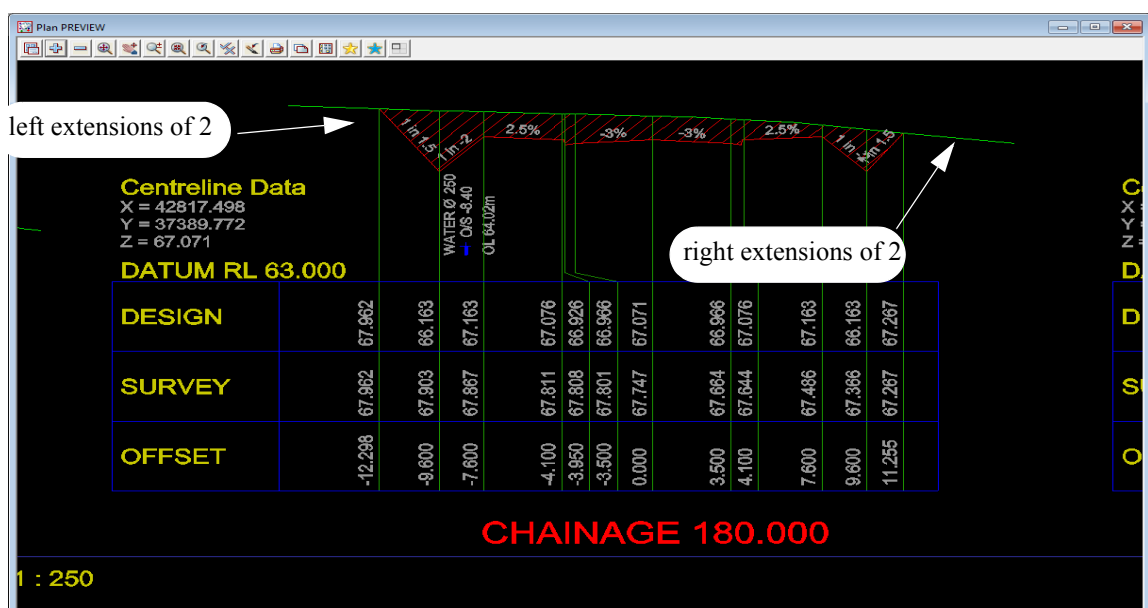 Plan PREVIEW
left extensions of 2
1 in 1.5
1 in -2
2.5%
-3%
-3%
2.5%
1 in
in 1.5
right extensions of 2
Centreline Data
X = 42817.498
Y = 37389.772
Z = 67.071
WATER Ø 250
O/S -8.40
OL 64.02m
DATUM RL 63.000
DESIGN 67.962 66.163 67.163 67.076 66.926 66.966 67.071 66.966 67.076 67.163 66.163 67.267
SURVEY 67.962 67.903 67.867 67.811 67.808 67.801 67.747 67.664 67.644 67.486 67.366 67.267
OFFSET -12.298 -9.600 -7.600 -4.100 -3.950 -3.500 0.000 3.500 4.100 7.600 9.600 11.255
CHAINAGE 180.000
1 : 250
X =
Y =
Z =